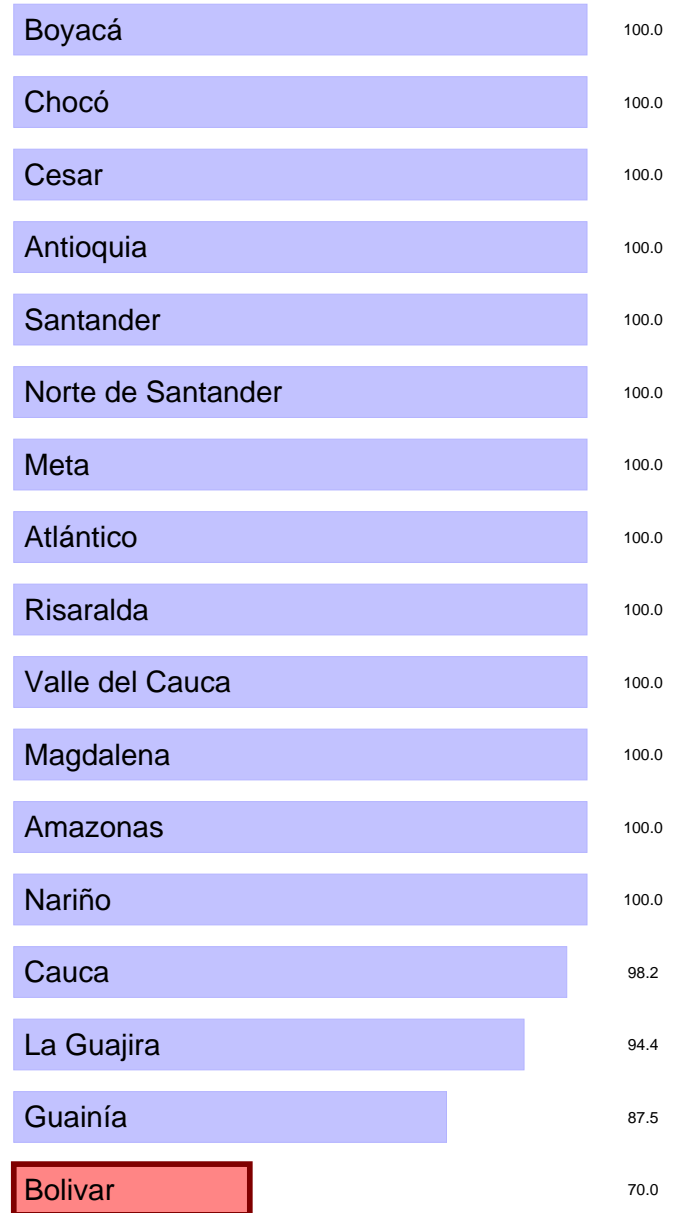 Boyacá 100.0
Chocó 100.0
Cesar 100.0
Antioquia 100.0
Santander 100.0
Norte de Santander 100.0
Meta 100.0
Atlántico 100.0
Risaralda 100.0
Valle del Cauca 100.0
Magdalena 100.0
Amazonas 100.0
Nariño 100.0
Cauca 98.2
La Guajira 94.4
Guainía 87.5
Bolivar 70.0